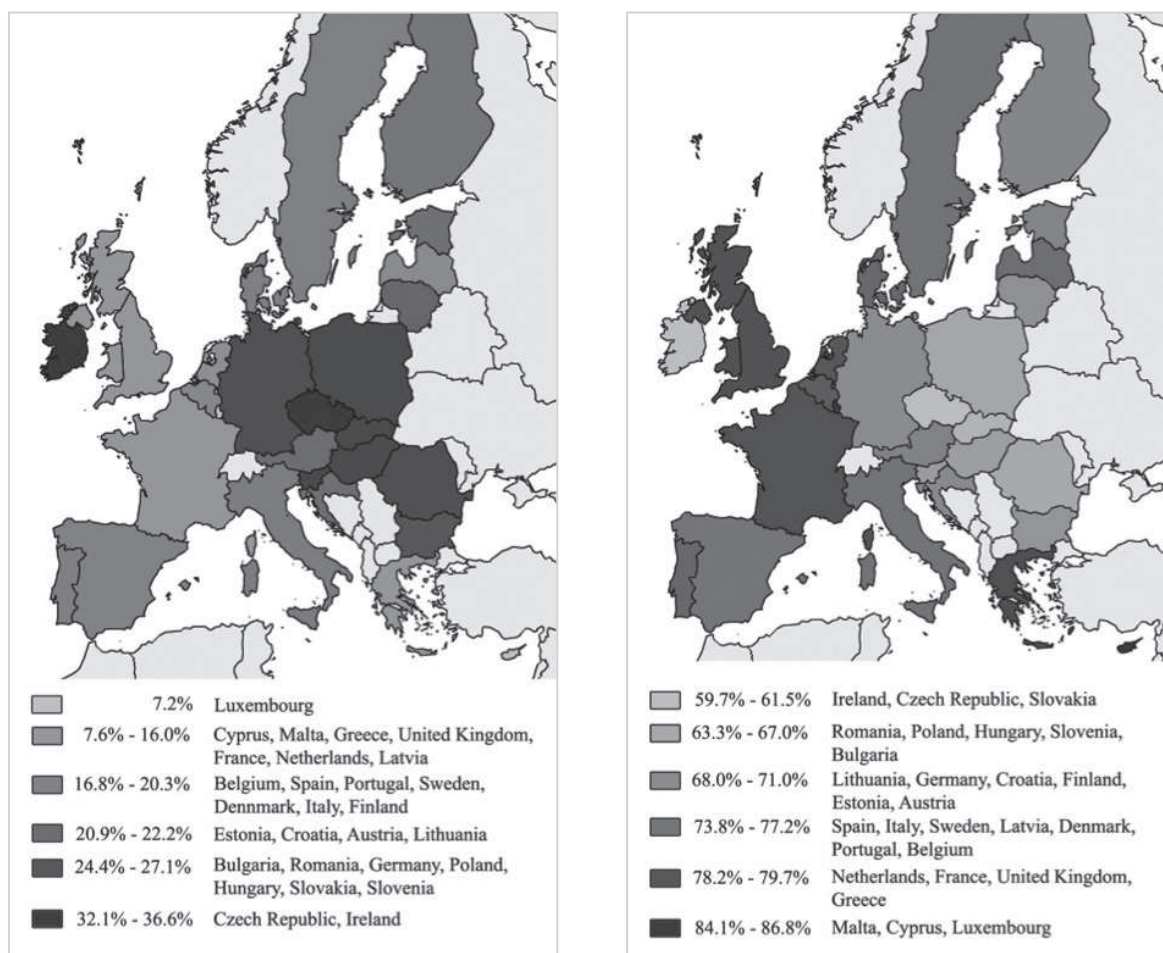 7.2% Luxembourg
7.6% - 16.0% Cyprus, Malta, Greece, United Kingdom,
France, Netherlands, Latvia
16.8% - 20.3% Belgium, Spain, Portugal, Sweden,
Dennmark, Italy, Finland
20.9% - 22.2% Estonia, Croatia, Austria, Lithuania
24.4% - 27.1% Bulgaria, Romania, Germany, Poland,
Hungary, Slovakia, Slovenia
32.1% - 36.6% Czech Republic, Ireland
59.7% - 61.5% Ireland, Czech Republic, Slovakia
63.3% - 67.0% Romania, Poland, Hungary, Slovenia,
Bulgaria
68.0% - 71.0% Lithuania, Germany, Croatia, Finland,
Estonia, Austria
73.8% - 77.2% Spain, Italy, Sweden, Latvia, Denmark,
Portugal, Belgium
78.2% - 79.7% Netherlands, France, United Kingdom,
Greece
84.1% - 86.8% Malta, Cyprus, Luxembourg